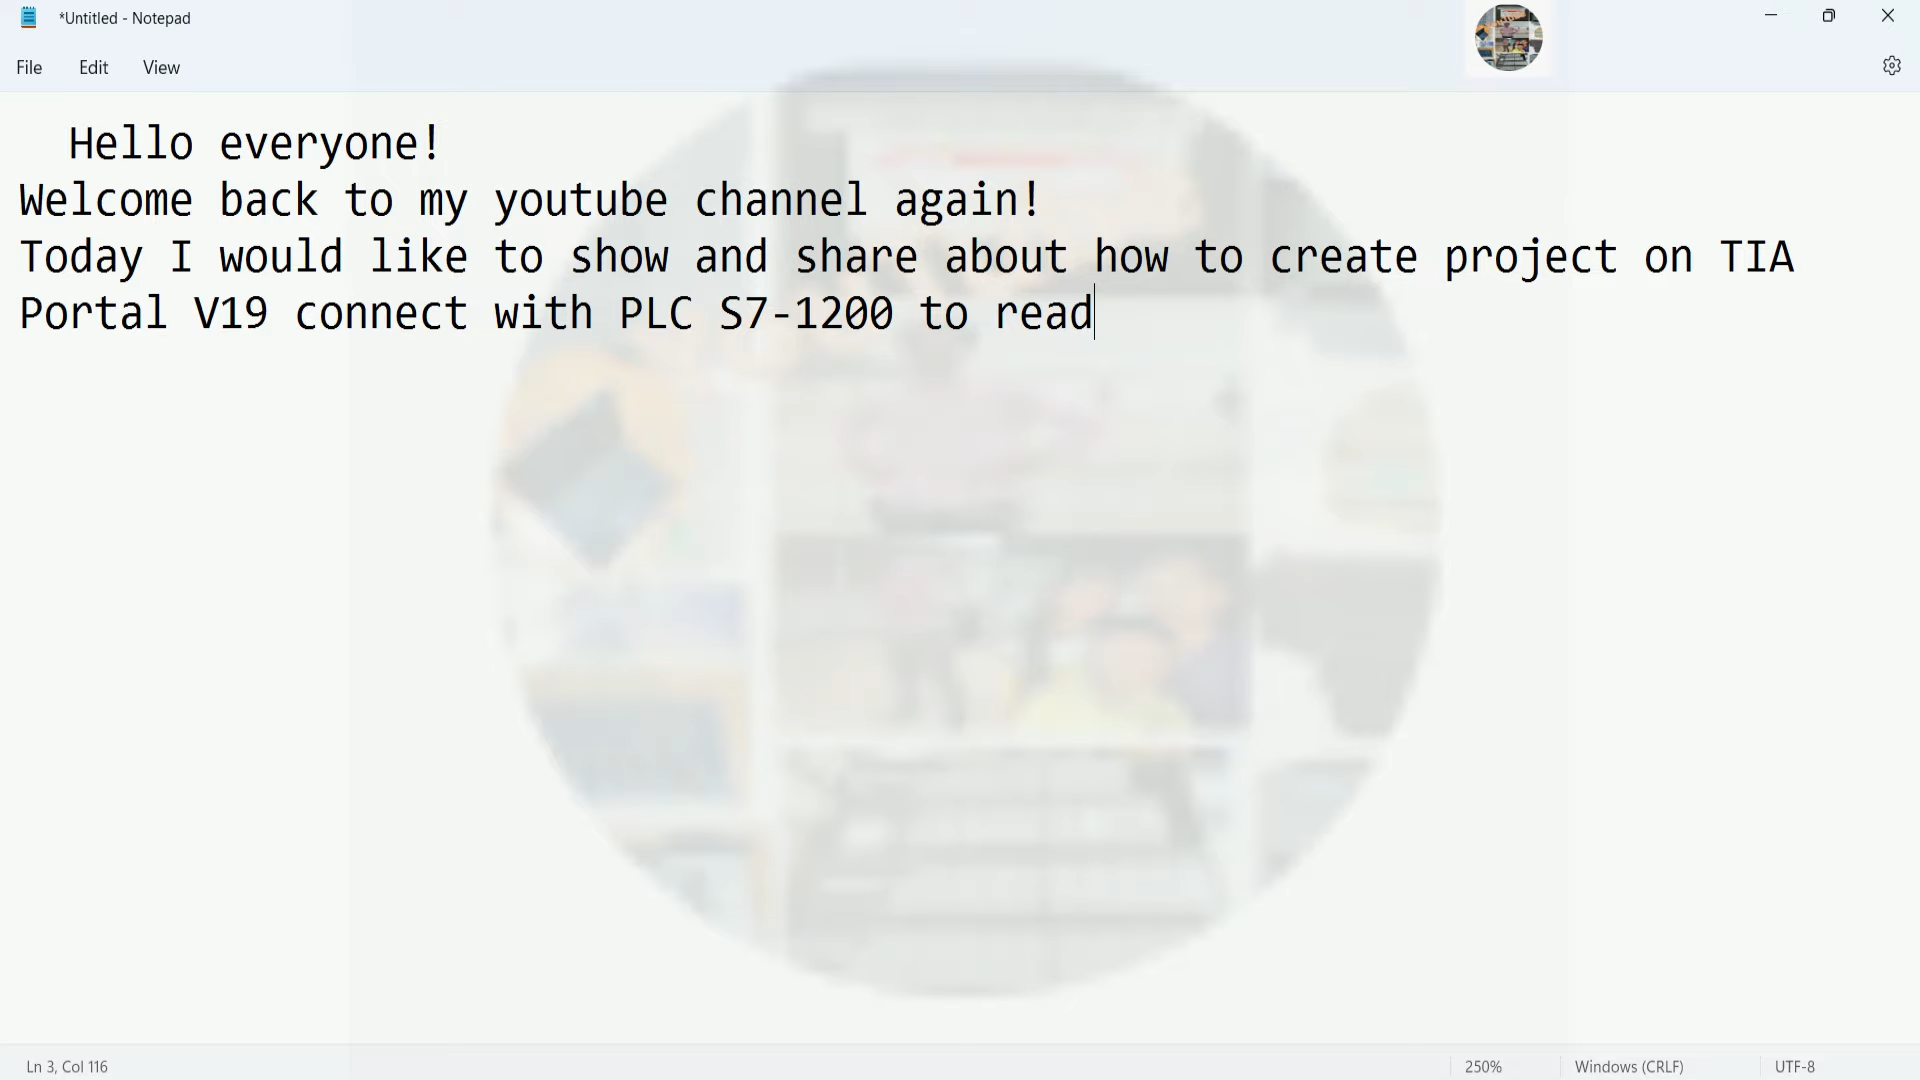 *Untitled - Notepad
File Edit View
Hello everyone!
Welcome back to my youtube channel again!
Today I would like to show and share about how to create project on TIA
Portal V19 connect with PLC S7-1200 to read
Ln 3, Col 116 250% Windows (CRLF) UTF-8